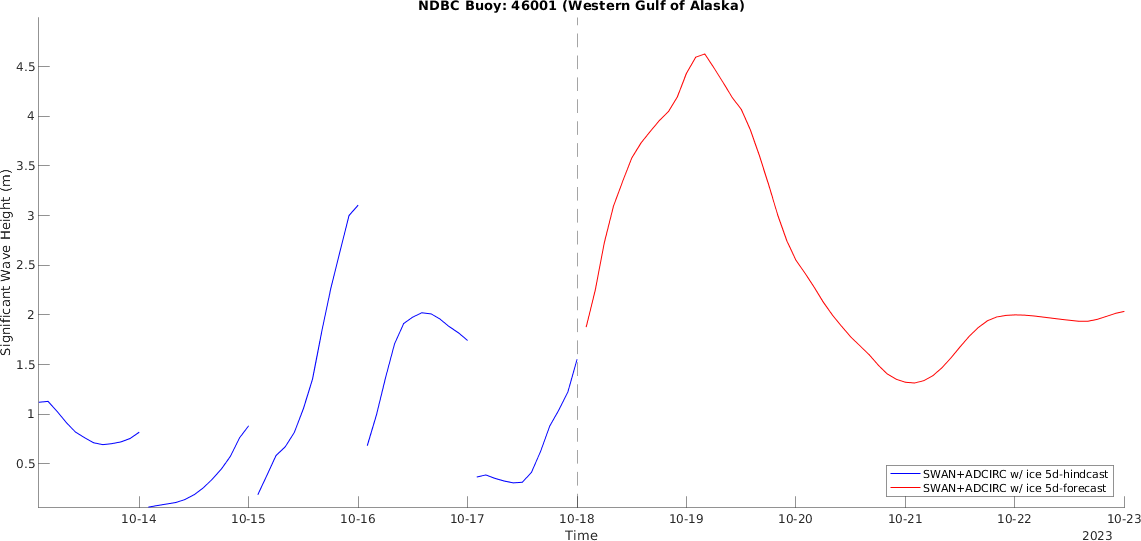 NDBC Buoy: 46001 (Western Gulf of Alaska)
Significant Wave Height (m)
4.5
4
3.5
3
2.5
2
1.5
1
0.5
SWAN+ADCIRC w/ ice 5d-hindcast
SWAN+ADCIRC w/ ice 5d-forecast
10-14 10-15 10-16 10-17 10-18 10-19 10-20 10-21 10-22 10-23
Time
2023